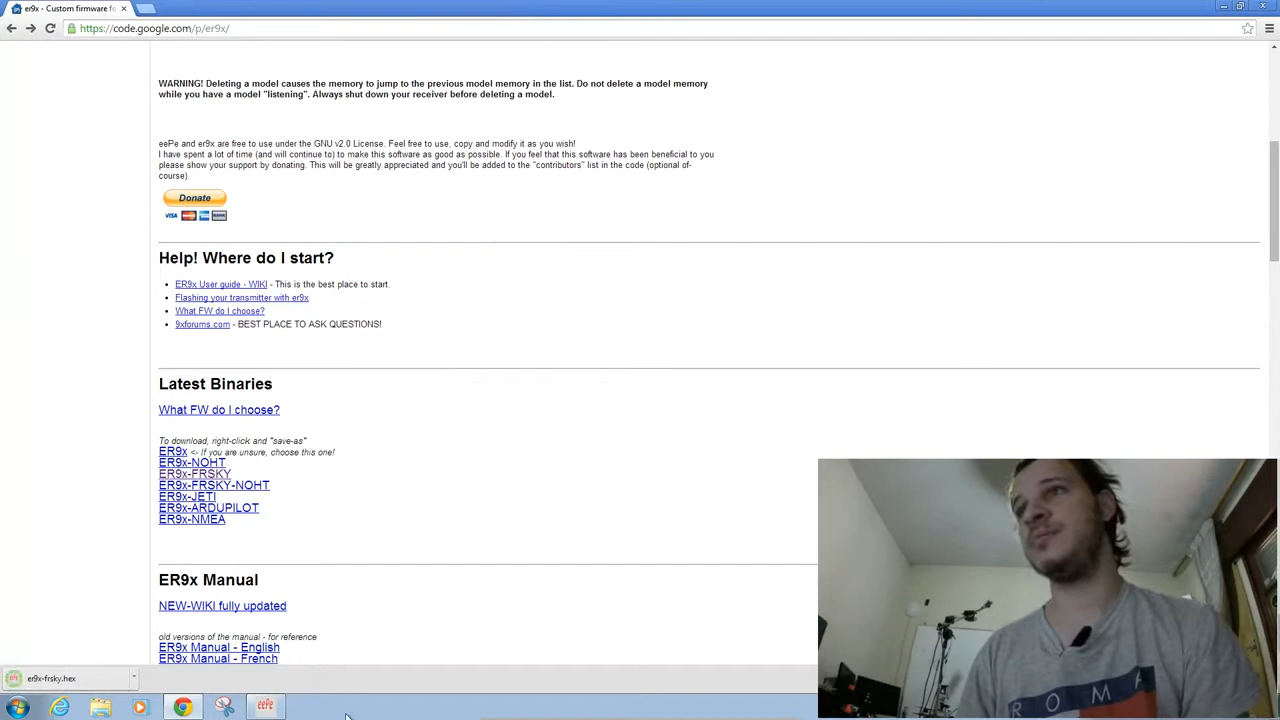 er9x - Custom firmware fo
https://code.google.com/p/er9x/
WARNING! Deleting a model causes the memory to jump to the previous model memory in the list. Do not delete a model memory
while you have a model "listening". Always shut down your receiver before deleting a model.
eePe and er9x are free to use under the GNU v2.0 License. Feel free to use, copy and modify it as you wish!
I have spent a lot of time (and will continue to) to make this software as good as possible. If you feel that this software has been beneficial to you
please show your support by donating. This will be greatly appreciated and you'll be added to the "contributors" list in the code (optional of-
course).
Donate
VISA
Help! Where do I start?
ER9x User guide - WIKI - This is the best place to start.
Flashing your transmitter with er9x
What FW do I choose?
9xforums.com - BEST PLACE TO ASK QUESTIONS!
Latest Binaries
What FW do I choose?
To download, right-click and "save-as"
ER9x <- If you are unsure, choose this one!
ER9x-NOHT
ER9x-FRSKY
ER9x-FRSKY-NOHT
ER9x-JETI
ER9x-ARDUPILOT
ER9x-NMEA
ER9x Manual
NEW-WIKI fully updated
old versions of the manual - for reference
ER9x Manual - English
ER9x Manual - French
er9x-frsky.hex
eePe
ROMA